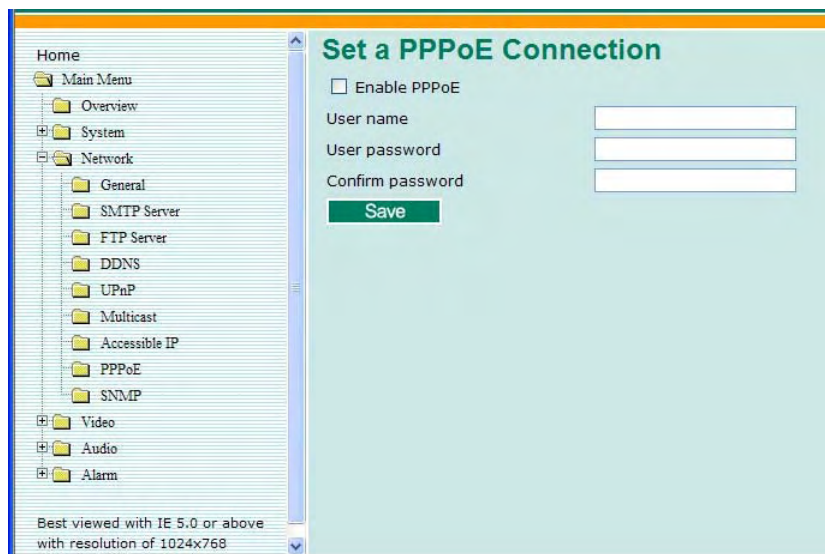 Home
Main Menu
Overview
System
Network
General
SMTP Server
FTP Server
DDNS
UPnP
Multicast
Accessible IP
PPPoE
SNMP
Video
Audio
Alarm
Best viewed with IE 5.0 or above
with resolution of 1024x768
Set a PPPoE Connection
Enable PPPoE
User name
User password
Confirm password
Save